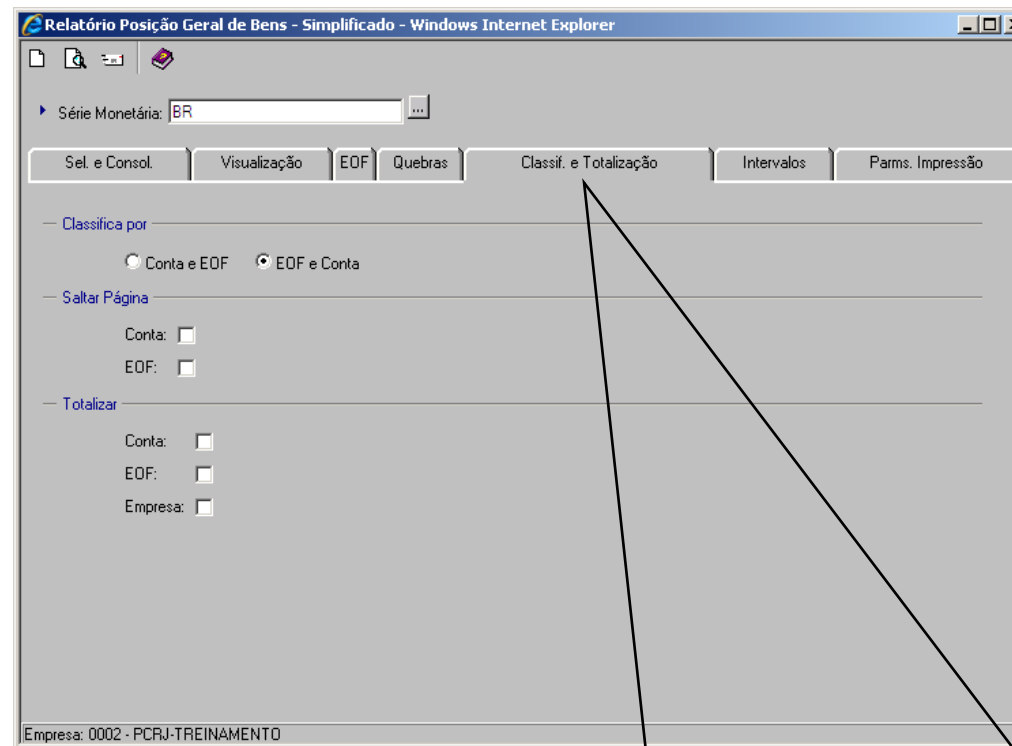 Relatório Posição Geral de Bens - Simplificado - Windows Internet Explorer
Série Monetária: BR ...
Sel. e Consol. Visualização EOF Quebras Classif. e Totalização Intervalos Parms. Impressão
Classifica por
Conta e EOF EOF e Conta
Saltar Página
Conta:
EOF:
Totalizar
Conta:
EOF:
Empresa:
Empresa: 0002 - PCRJ-TREINAMENTO